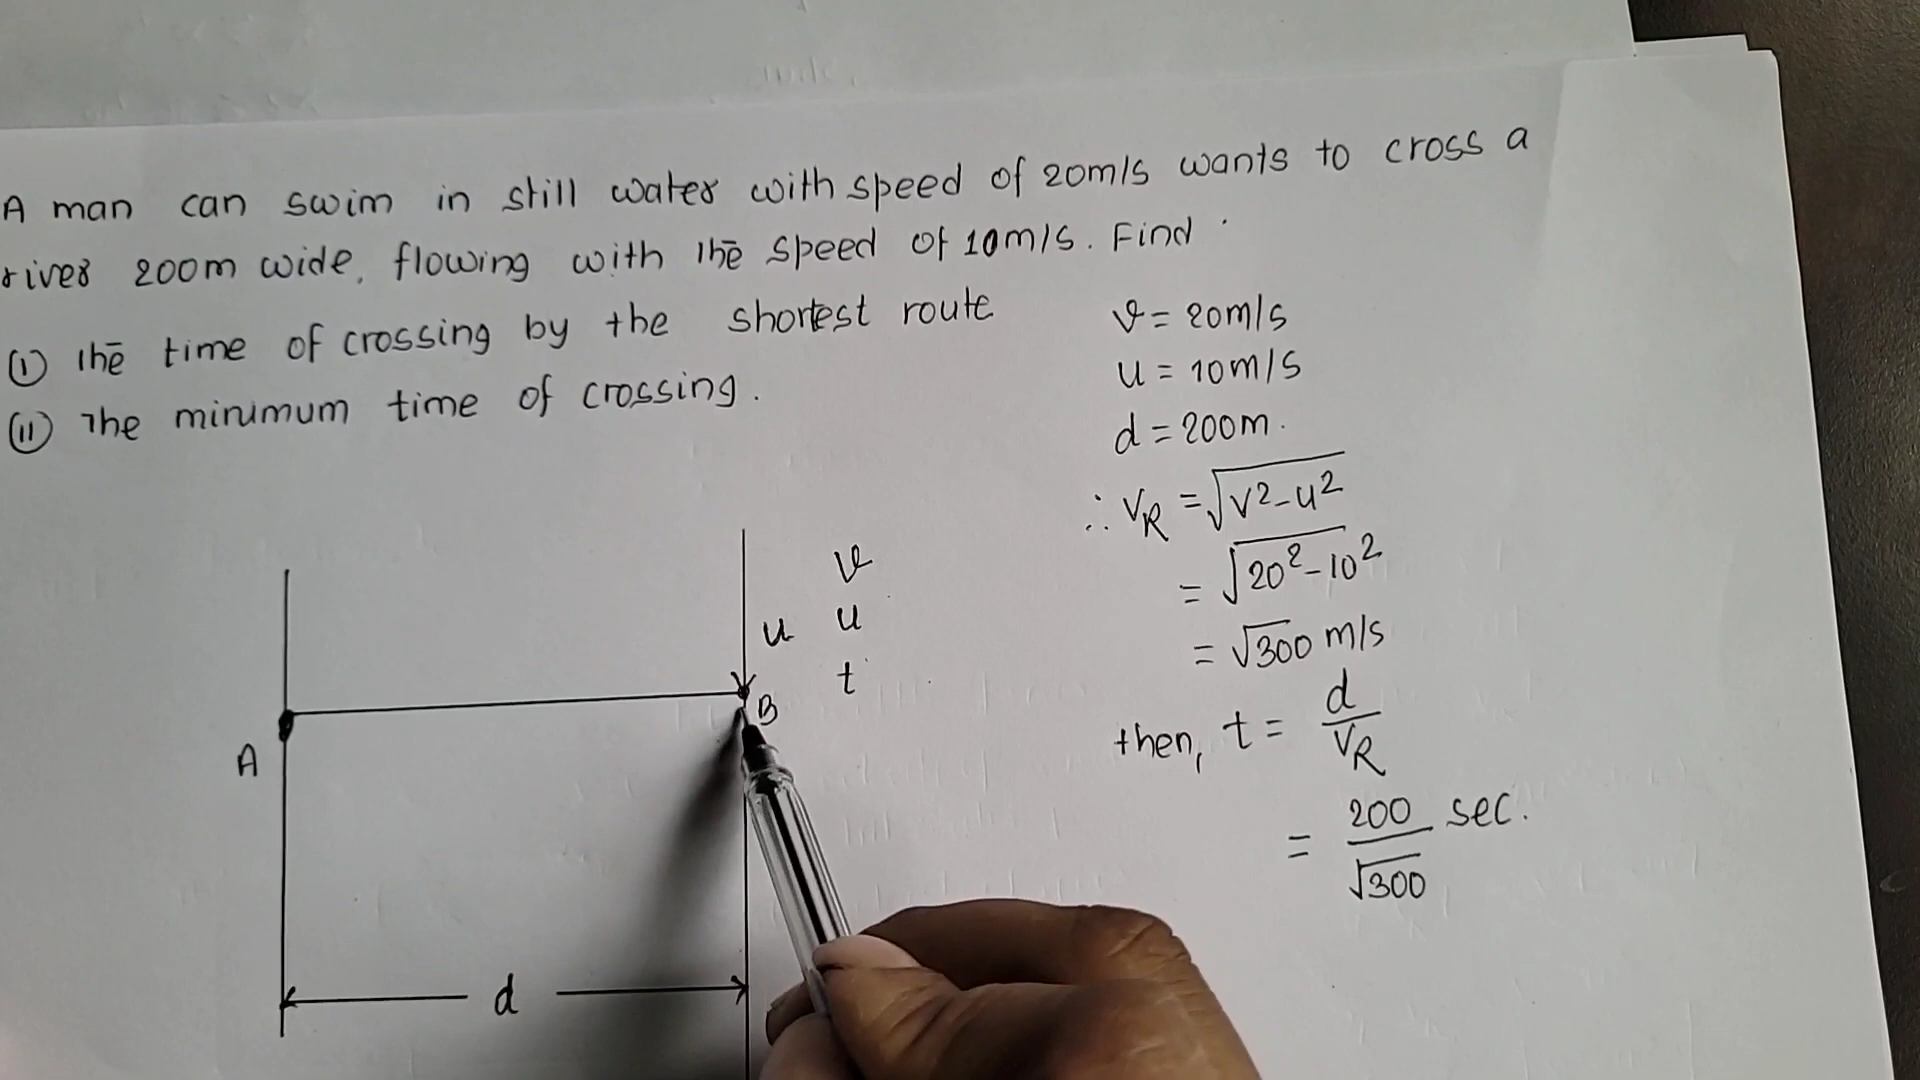 A man can swim in still water with speed of 20m/s wants to cross a
river 200m wide, flowing with the speed of 10m/s. Find
(i) The time of crossing by the shortest route
(ii) The minimum time of crossing.
v = 20m/s
u = 10m/s
d = 200m.
∴ VR = √V²-u²
= √20²-10²
= √300 m/s
then, t = d/VR
= 200/√300 sec.
v
u u
t
B
A
d